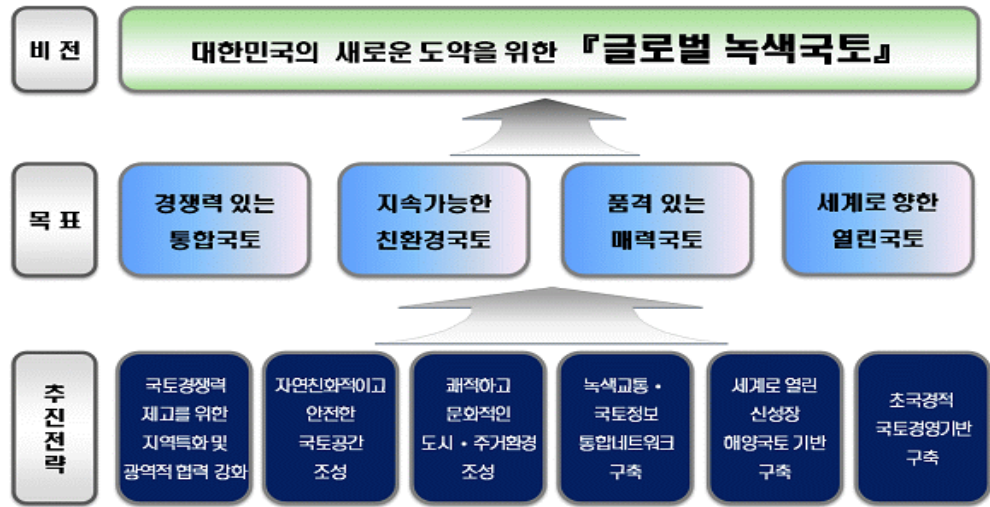 비 전
대한민국의 새로운 도약을 위한 『글로벌 녹색국토』
목 표
경쟁력 있는
통합국토
지속가능한
친환경국토
품격 있는
매력국토
세계로 향한
열린국토
추진전략
국토경쟁력
제고를 위한
지역특화 및
광역적 협력 강화
자연친화적이고
안전한
국토공간
조성
쾌적하고
문화적인
도시・주거환경
조성
녹색교통・
국토정보
통합네트워크
구축
세계로 열린
신성장
해양국토 기반
구축
초국경적
국토경영기반
구축